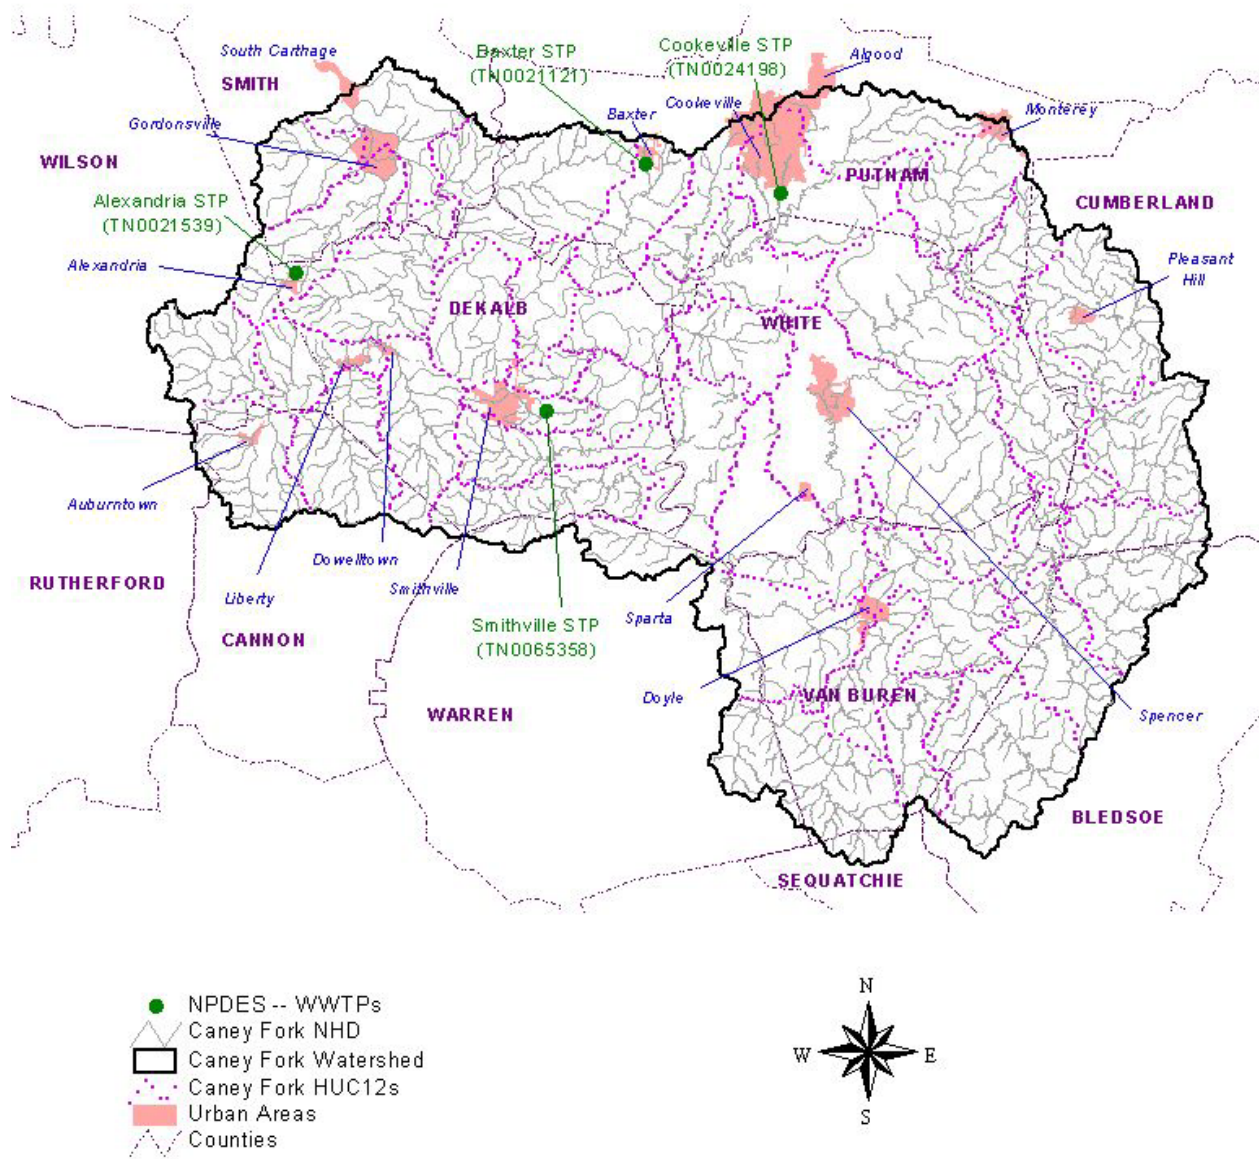 South Carthage
SMITH
Baxter STP
(TN0021121)
Cookeville STP
(TN0024198)
Algood
Gordonsville
Baxter
Cookeville
Monterey
WILSON
PUTNAM
Alexandria STP
(TN0021539)
CUMBERLAND
Alexandria
Pleasant
Hill
DEKALB
WHITE
Auburntown
Dowelltown
Smithville
Liberty
RUTHERFORD
CANNON
Sparta
Smithville STP
(TN0065358)
Doyle
VAN BUREN
WARREN
Spencer
BLEDSOE
SEQUATCHIE
NPDES -- WWTPs
Caney Fork NHD
Caney Fork Watershed
Caney Fork HUC12s
Urban Areas
Counties
N
W
E
S